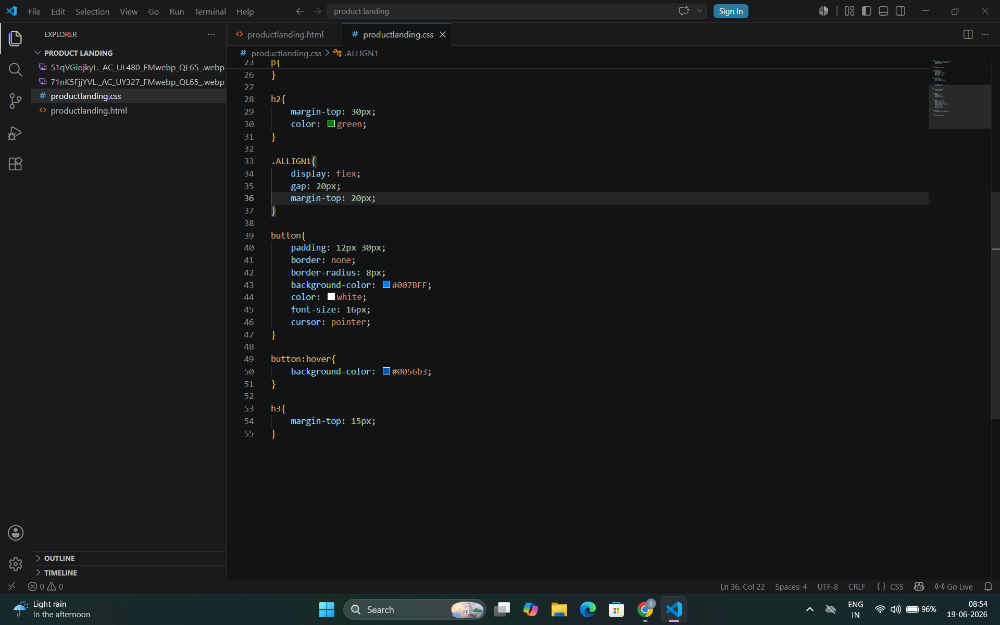 File Edit Selection View Go Run Terminal Help
product landing
Sign In
EXPLORER
PRODUCT LANDING
51qVGiojkyL._AC_UL480_FMwebp_QL65_.webp
71nK5FjjYVL._AC_UY327_FMwebp_QL65_.webp
productlanding.css
productlanding.html
OUTLINE
TIMELINE
productlanding.html
productlanding.css
productlanding.css > .ALLIGN1
23 p{
26 }
27
28 h2{
29 margin-top: 30px;
30 color: green;
31 }
32
33 .ALLIGN1{
34 display: flex;
35 gap: 20px;
36 margin-top: 20px;
37 }
38
39 button{
40 padding: 12px 30px;
41 border: none;
42 border-radius: 8px;
43 background-color: #007BFF;
44 color: white;
45 font-size: 16px;
46 cursor: pointer;
47 }
48
49 button:hover{
50 background-color: #0056b3;
51 }
52
53 h3{
54 margin-top: 15px;
55 }
0 0
Ln 36, Col 22 Spaces: 4 UTF-8 CRLF {} CSS Go Live
Light rain
In the afternoon
Search
S
ENG
IN
96%
08:54
19-06-2026